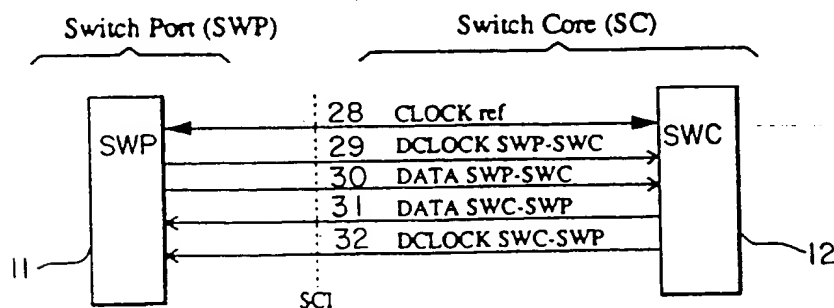 Switch Port (SWP)
Switch Core (SC)
28 CLOCK ref
SWP
SWC
29 DCLOCK SWP-SWC
30 DATA SWP-SWC
31 DATA SWC-SWP
32 DCLOCK SWC-SWP
11
12
SCI